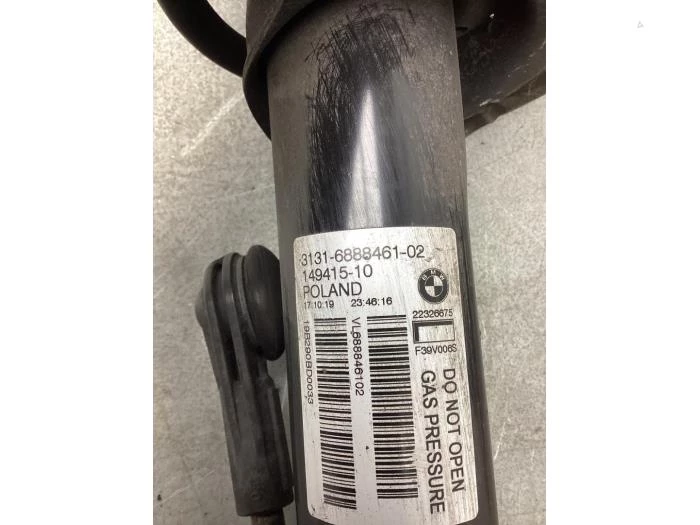 3131-6888461-02
149415-10
POLAND
17.10.19 23:46:16
BMW
22326675
L
F39V006S
19B290BD0033
VL688846102
DO NOT OPEN
GAS PRESSURE